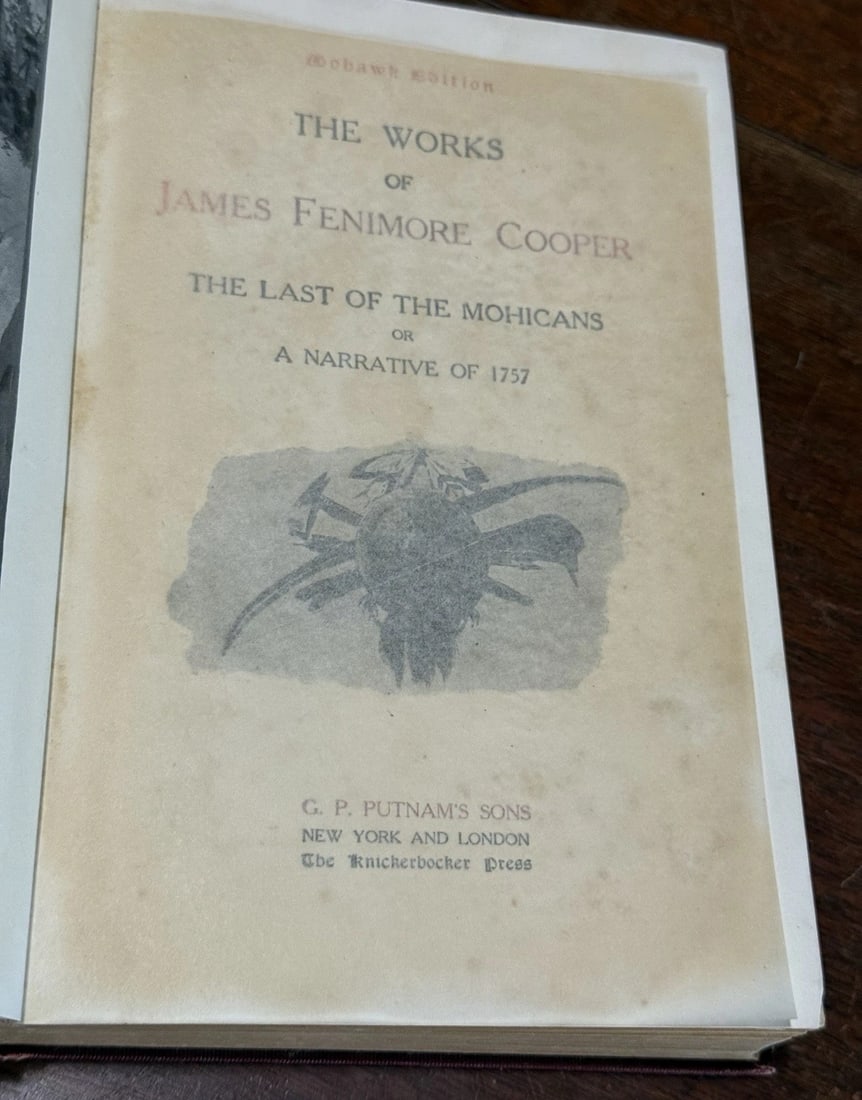 Mohawk Edition
THE WORKS
OF
JAMES FENIMORE COOPER
THE LAST OF THE MOHICANS
OR
A NARRATIVE OF 1757
G. P. PUTNAM'S SONS
NEW YORK AND LONDON
The Knickerbocker Press